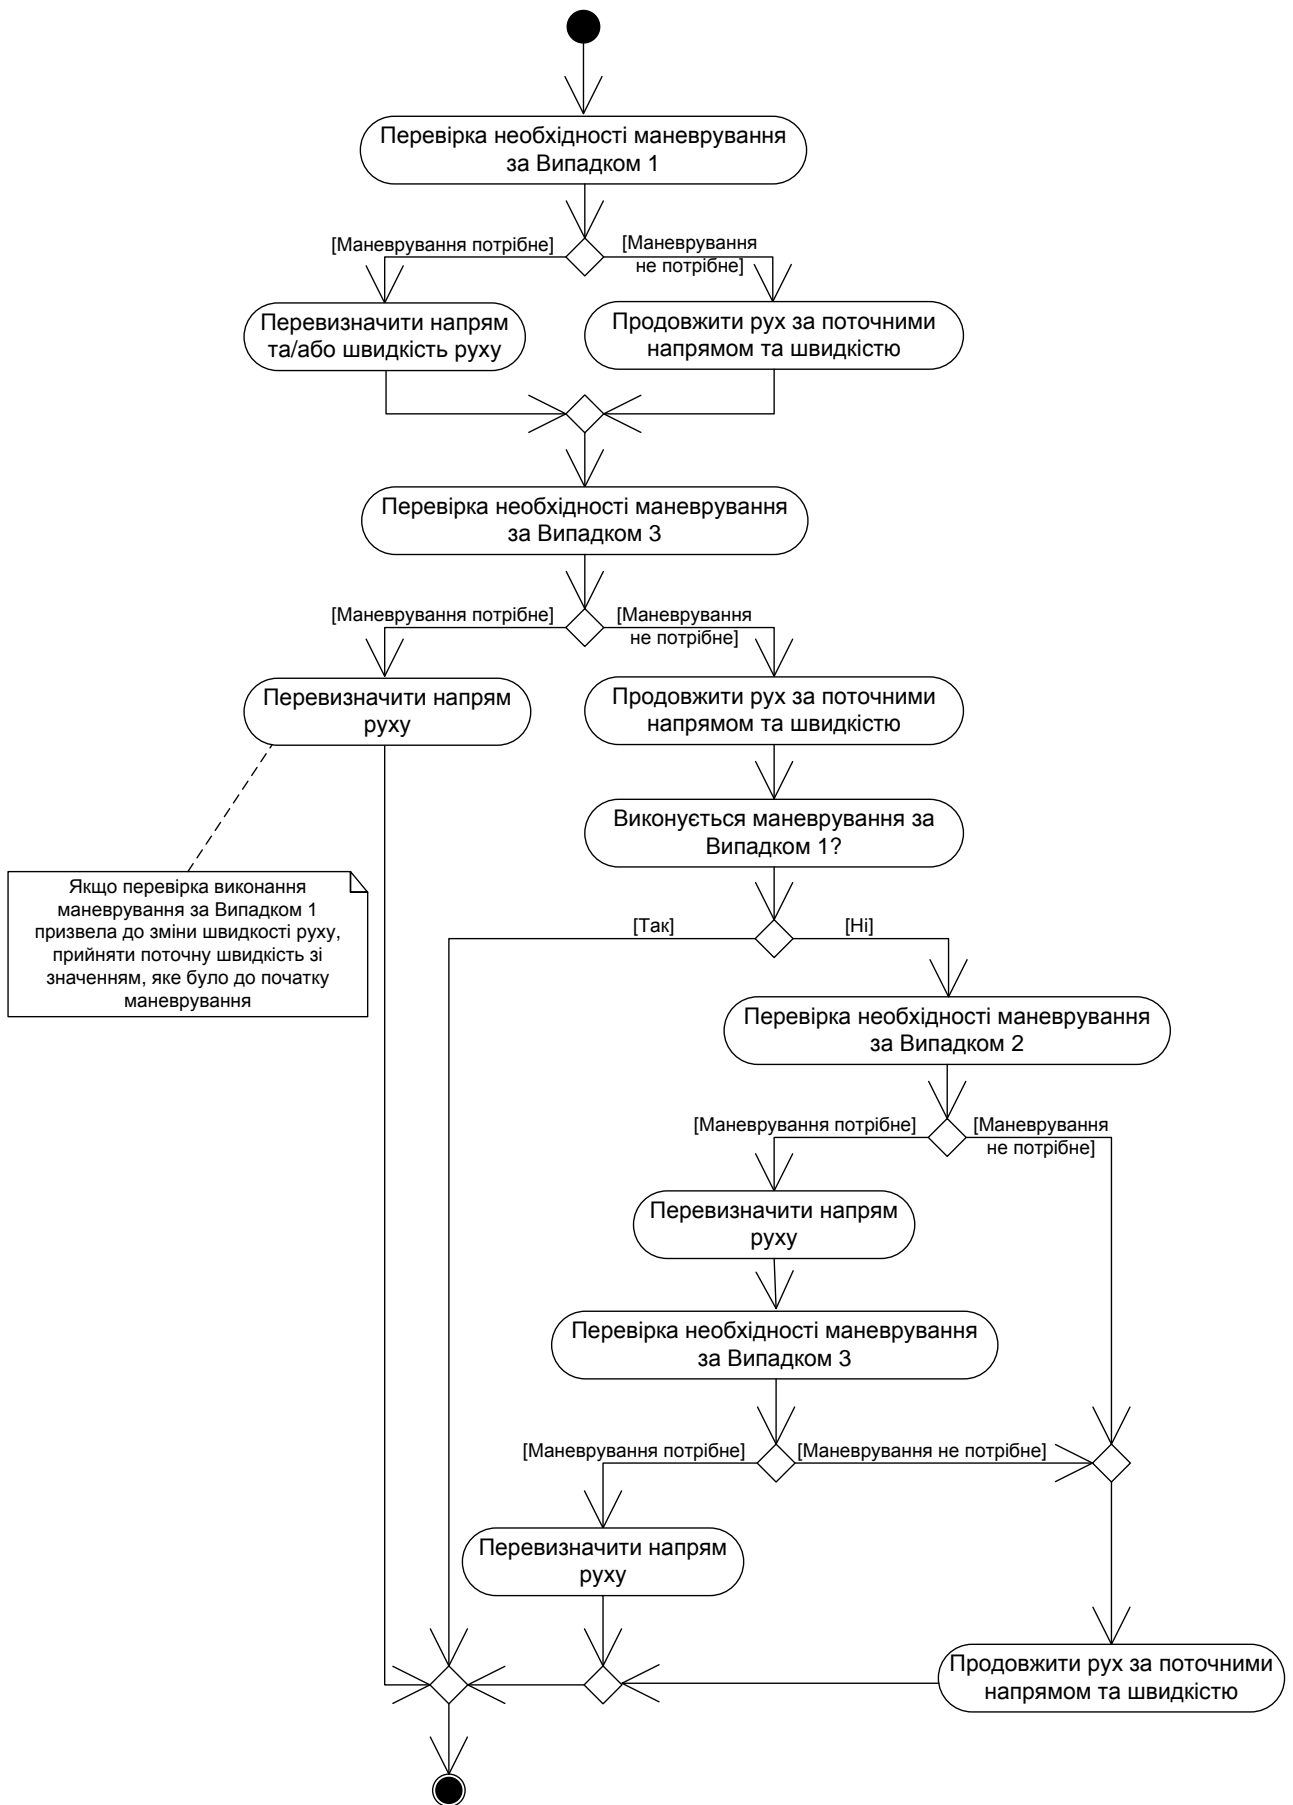 Перевірка необхідності маневрування
за Випадком 1
[Маневрування потрібне]
[Маневрування
не потрібне]
Перевизначити напрям
та/або швидкість руху
Продовжити рух за поточними
напрямом та швидкістю
Перевірка необхідності маневрування
за Випадком 3
[Маневрування потрібне]
[Маневрування
не потрібне]
Перевизначити напрям
руху
Продовжити рух за поточними
напрямом та швидкістю
Виконується маневрування за
Випадком 1?
Якщо перевірка виконання
маневрування за Випадком 1
призвела до зміни швидкості руху,
прийняти поточну швидкість зі
значенням, яке було до початку
маневрування
[Так]
[Ні]
Перевірка необхідності маневрування
за Випадком 2
[Маневрування потрібне]
[Маневрування
не потрібне]
Перевизначити напрям
руху
Перевірка необхідності маневрування
за Випадком 3
[Маневрування потрібне]
[Маневрування не потрібне]
Перевизначити напрям
руху
Продовжити рух за поточними
напрямом та швидкістю